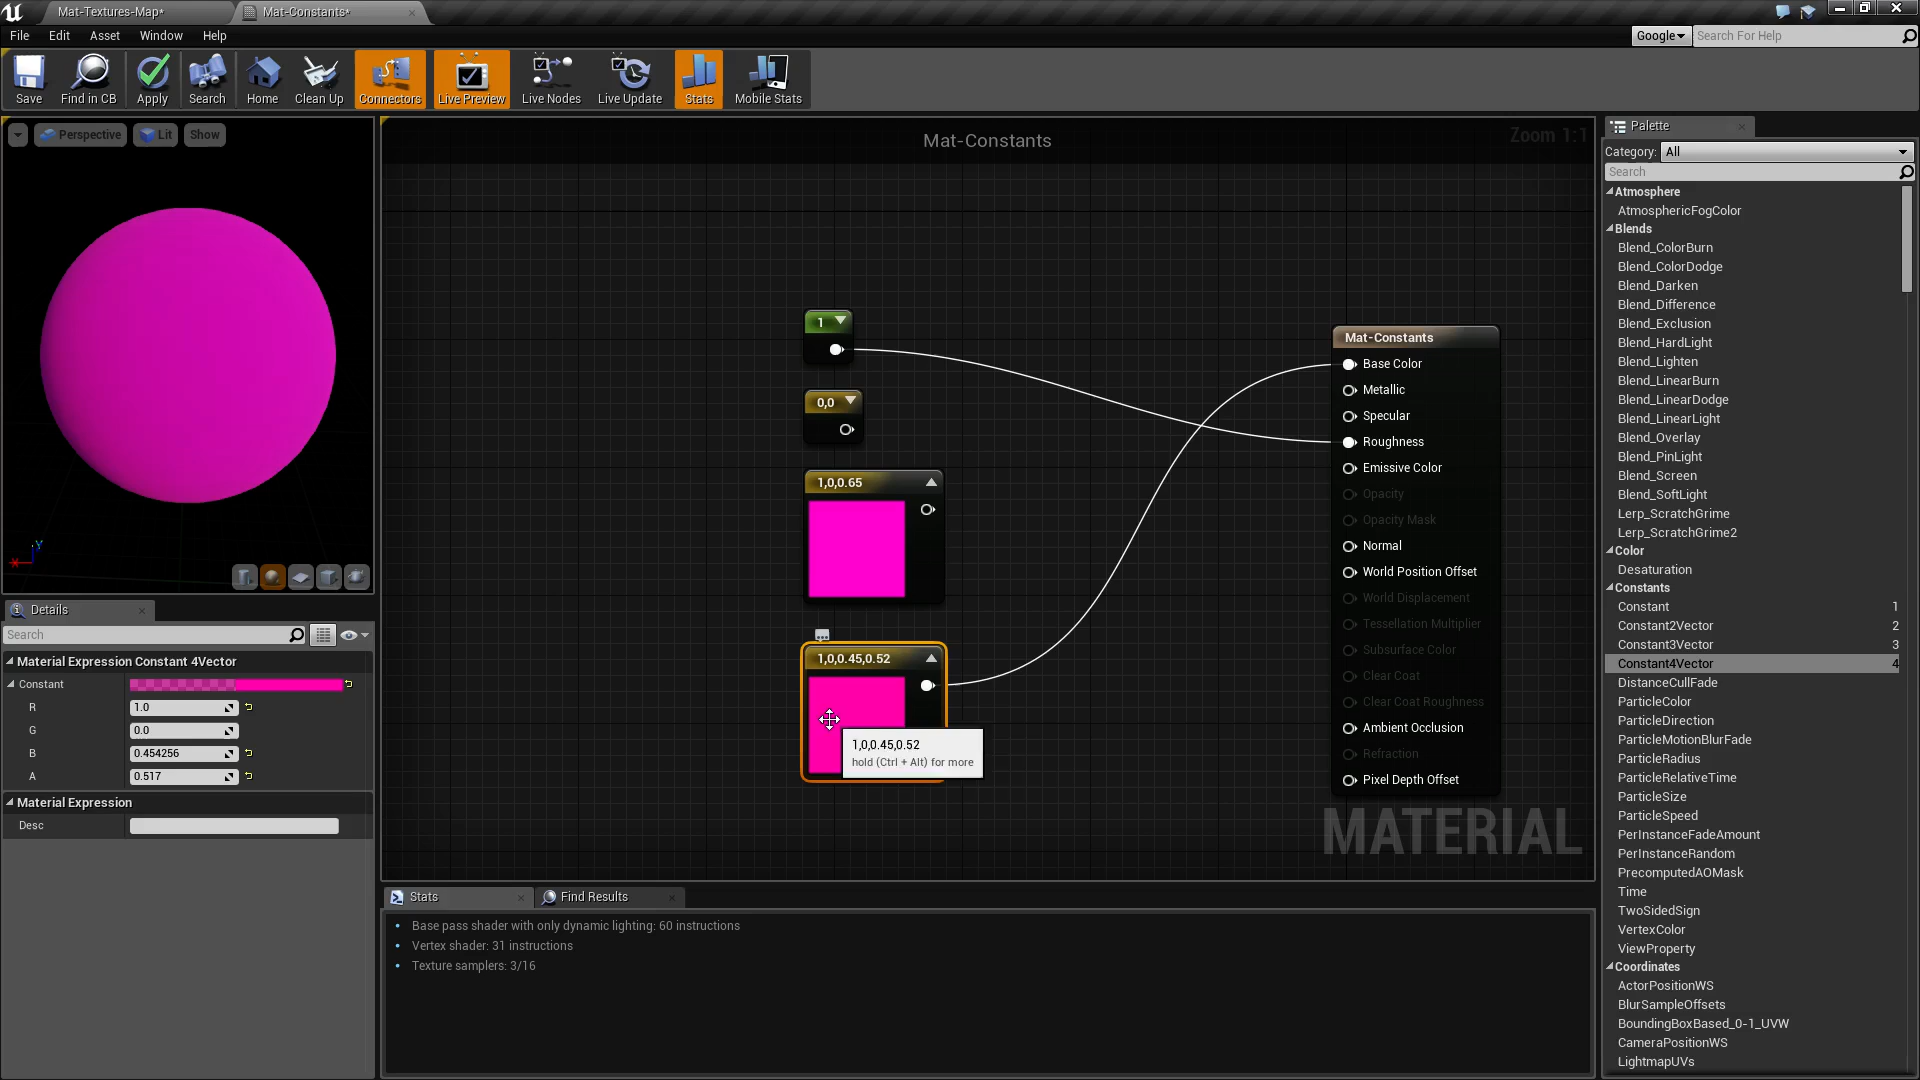 Mat-Textures-Map*
Mat-Constants*
File Edit Asset Window Help
Google
Search For Help
Save
Find in CB
Apply
Search
Home
Clean Up
Connectors
Live Preview
Live Nodes
Live Update
Stats
Mobile Stats
Perspective
Lit
Show
Y
X
Details
Search
Material Expression Constant 4Vector
Constant
R 1.0
G 0.0
B 0.454256
A 0.517
Material Expression
Desc
Mat-Constants
Zoom 1:1
1
0,0
1,0,0.65
1,0,0.45,0.52
1,0,0.45,0.52
hold (Ctrl + Alt) for more
Mat-Constants
Base Color
Metallic
Specular
Roughness
Emissive Color
Opacity
Opacity Mask
Normal
World Position Offset
World Displacement
Tessellation Multiplier
Subsurface Color
Clear Coat
Clear Coat Roughness
Ambient Occlusion
Refraction
Pixel Depth Offset
MATERIAL
Stats
Find Results
Base pass shader with only dynamic lighting: 60 instructions
Vertex shader: 31 instructions
Texture samplers: 3/16
Palette
Category: All
Search
Atmosphere
AtmosphericFogColor
Blends
Blend_ColorBurn
Blend_ColorDodge
Blend_Darken
Blend_Difference
Blend_Exclusion
Blend_HardLight
Blend_Lighten
Blend_LinearBurn
Blend_LinearDodge
Blend_LinearLight
Blend_Overlay
Blend_PinLight
Blend_Screen
Blend_SoftLight
Lerp_ScratchGrime
Lerp_ScratchGrime2
Color
Desaturation
Constants
Constant 1
Constant2Vector 2
Constant3Vector 3
Constant4Vector 4
DistanceCullFade
ParticleColor
ParticleDirection
ParticleMotionBlurFade
ParticleRadius
ParticleRelativeTime
ParticleSize
ParticleSpeed
PerInstanceFadeAmount
PerInstanceRandom
PrecomputedAOMask
Time
TwoSidedSign
VertexColor
ViewProperty
Coordinates
ActorPositionWS
BlurSampleOffsets
BoundingBoxBased_0-1_UVW
CameraPositionWS
LightmapUVs